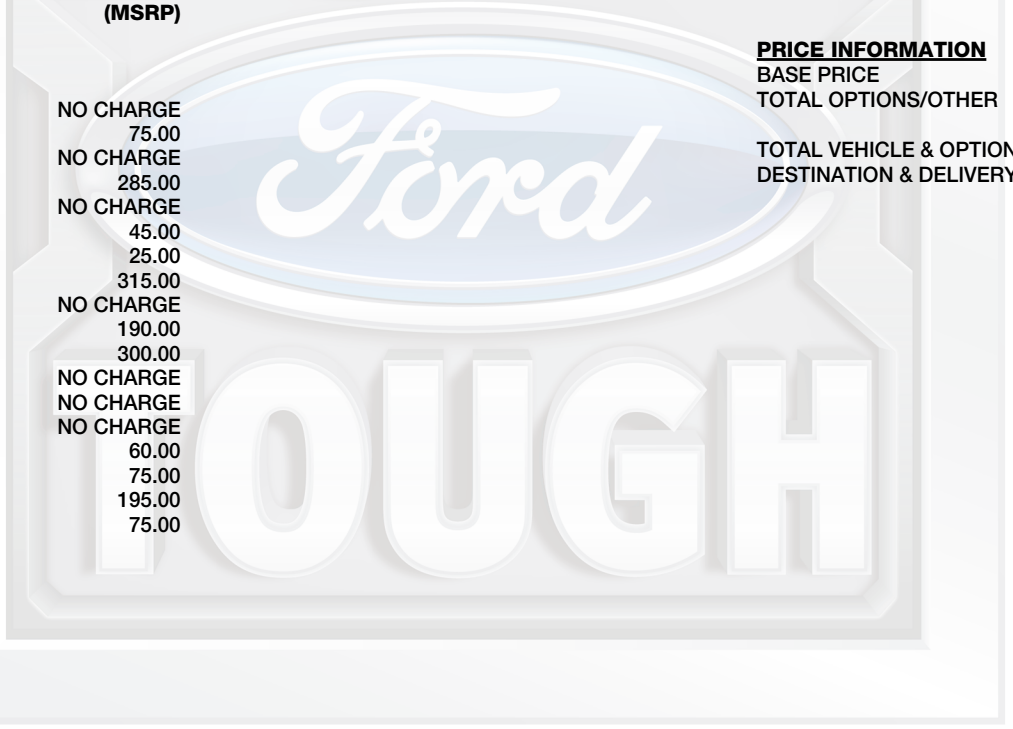 (MSRP)
NO CHARGE
75.00
NO CHARGE
285.00
NO CHARGE
45.00
25.00
315.00
NO CHARGE
190.00
300.00
NO CHARGE
NO CHARGE
NO CHARGE
60.00
75.00
195.00
75.00
PRICE INFORMATION
BASE PRICE
TOTAL OPTIONS/OTHER
TOTAL VEHICLE & OPTION
DESTINATION & DELIVERY
Ford
TOUGH